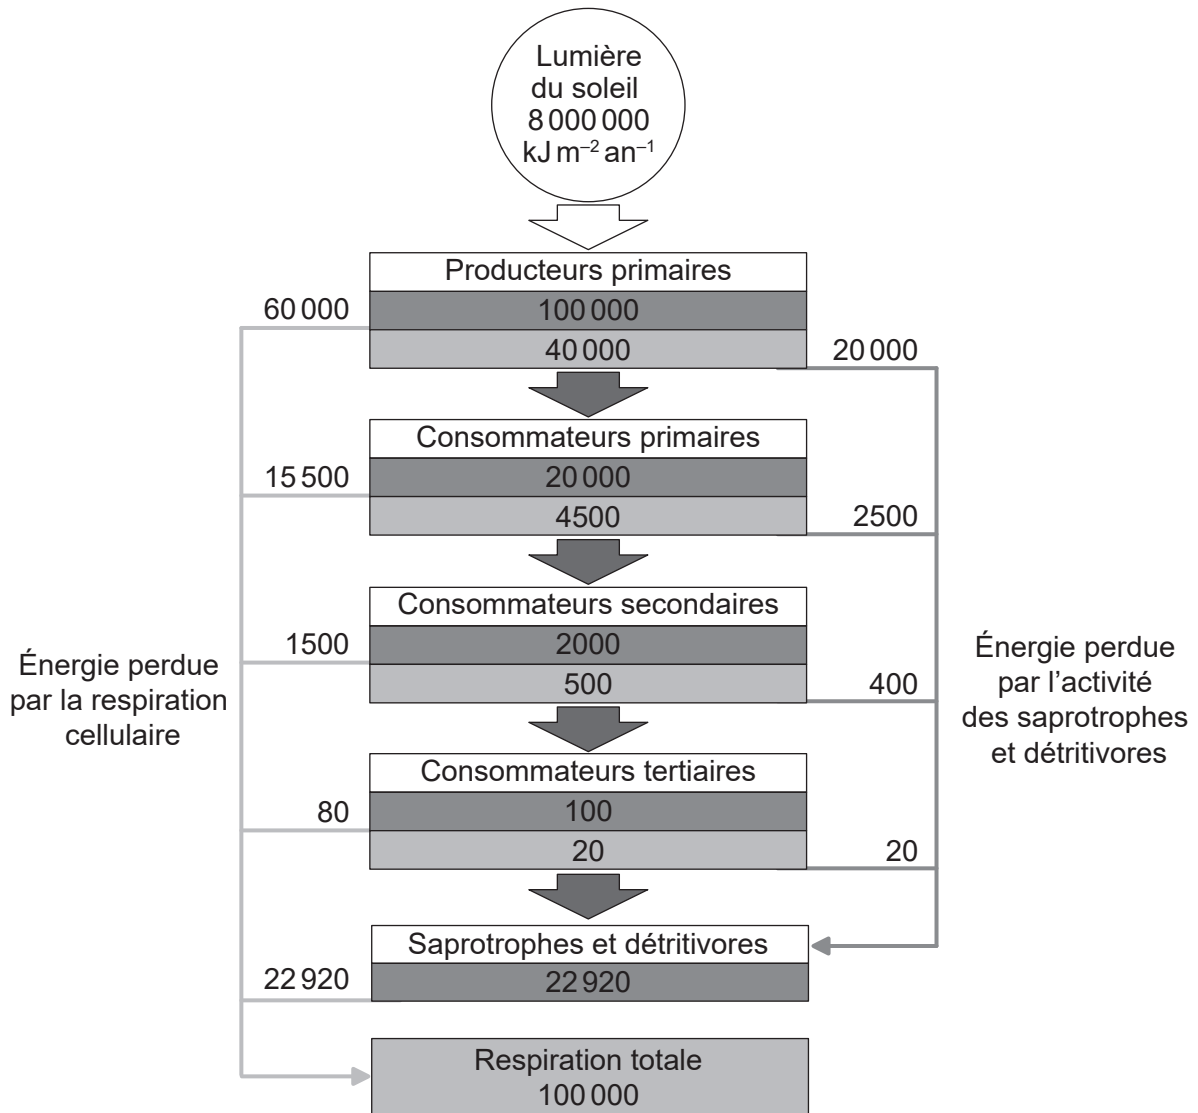 Lumière
du soleil
8 000 000
kJ m⁻² an⁻¹
Producteurs primaires
60 000
100 000
40 000
20 000
Consommateurs primaires
15 500
20 000
4500
2500
Consommateurs secondaires
1500
2000
500
400
Énergie perdue
par la respiration
cellulaire
Énergie perdue
par l'activité
des saprotrophes
et détritivores
Consommateurs tertiaires
80
100
20
20
Saprotrophes et détritivores
22 920
22 920
Respiration totale
100 000